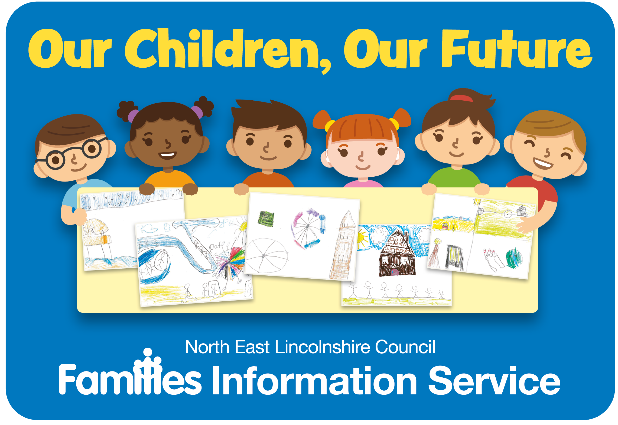 Our Children, Our Future
North East Lincolnshire Council
Families Information Service